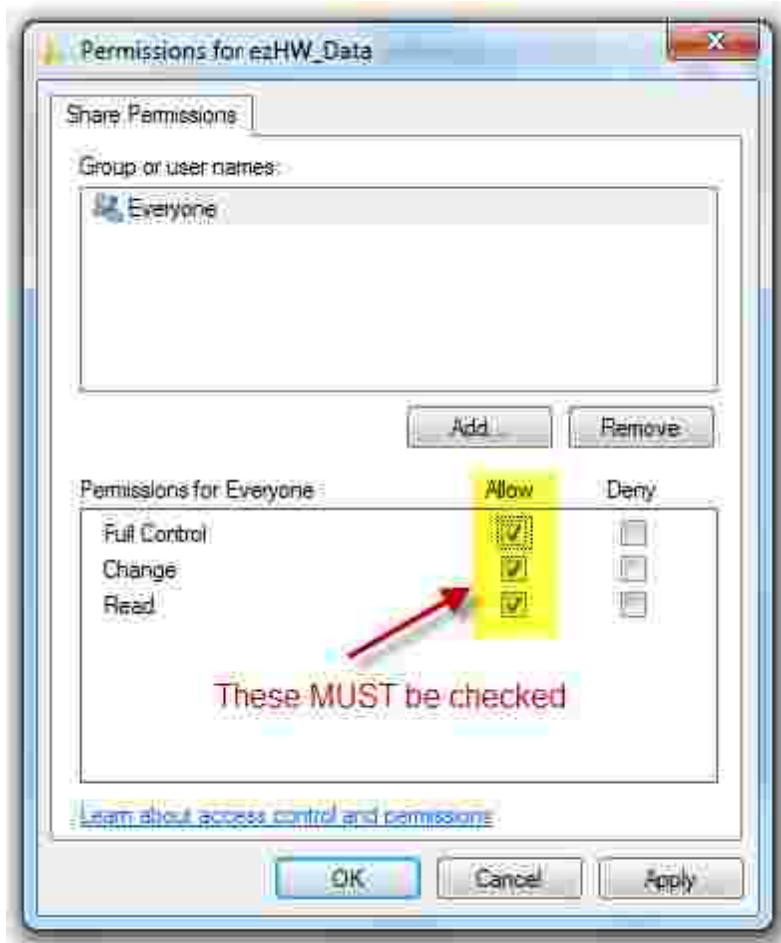 Permissions for ezHW_Data
Share Permissions
Group or user names:
Everyone
Add...
Remove
Permissions for Everyone
Allow
Deny
Full Control
Change
Read
These MUST be checked
Learn about access control and permissions
OK
Cancel
Apply